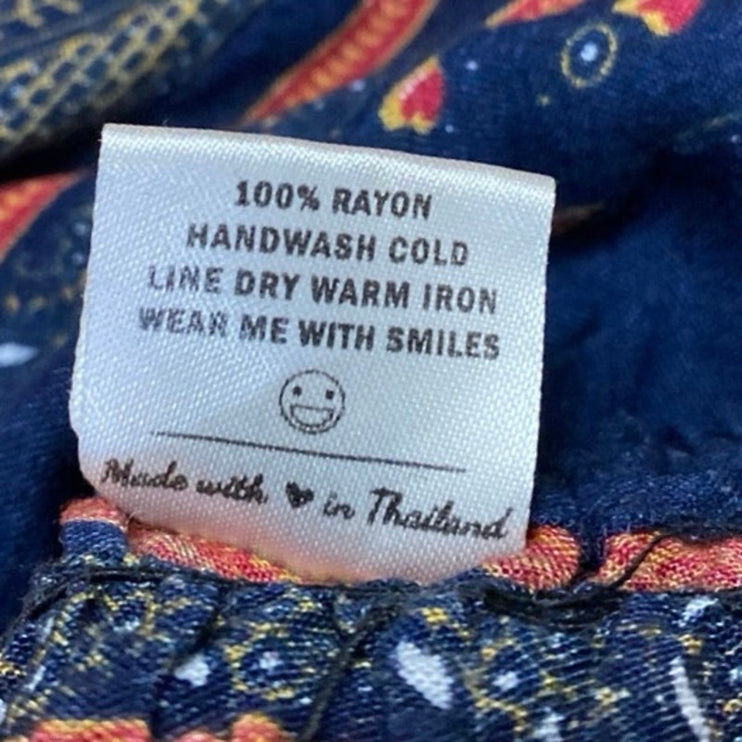 100% RAYON
HANDWASH COLD
LINE DRY WARM IRON
WEAR ME WITH SMILES
Made with ♥ in Thailand